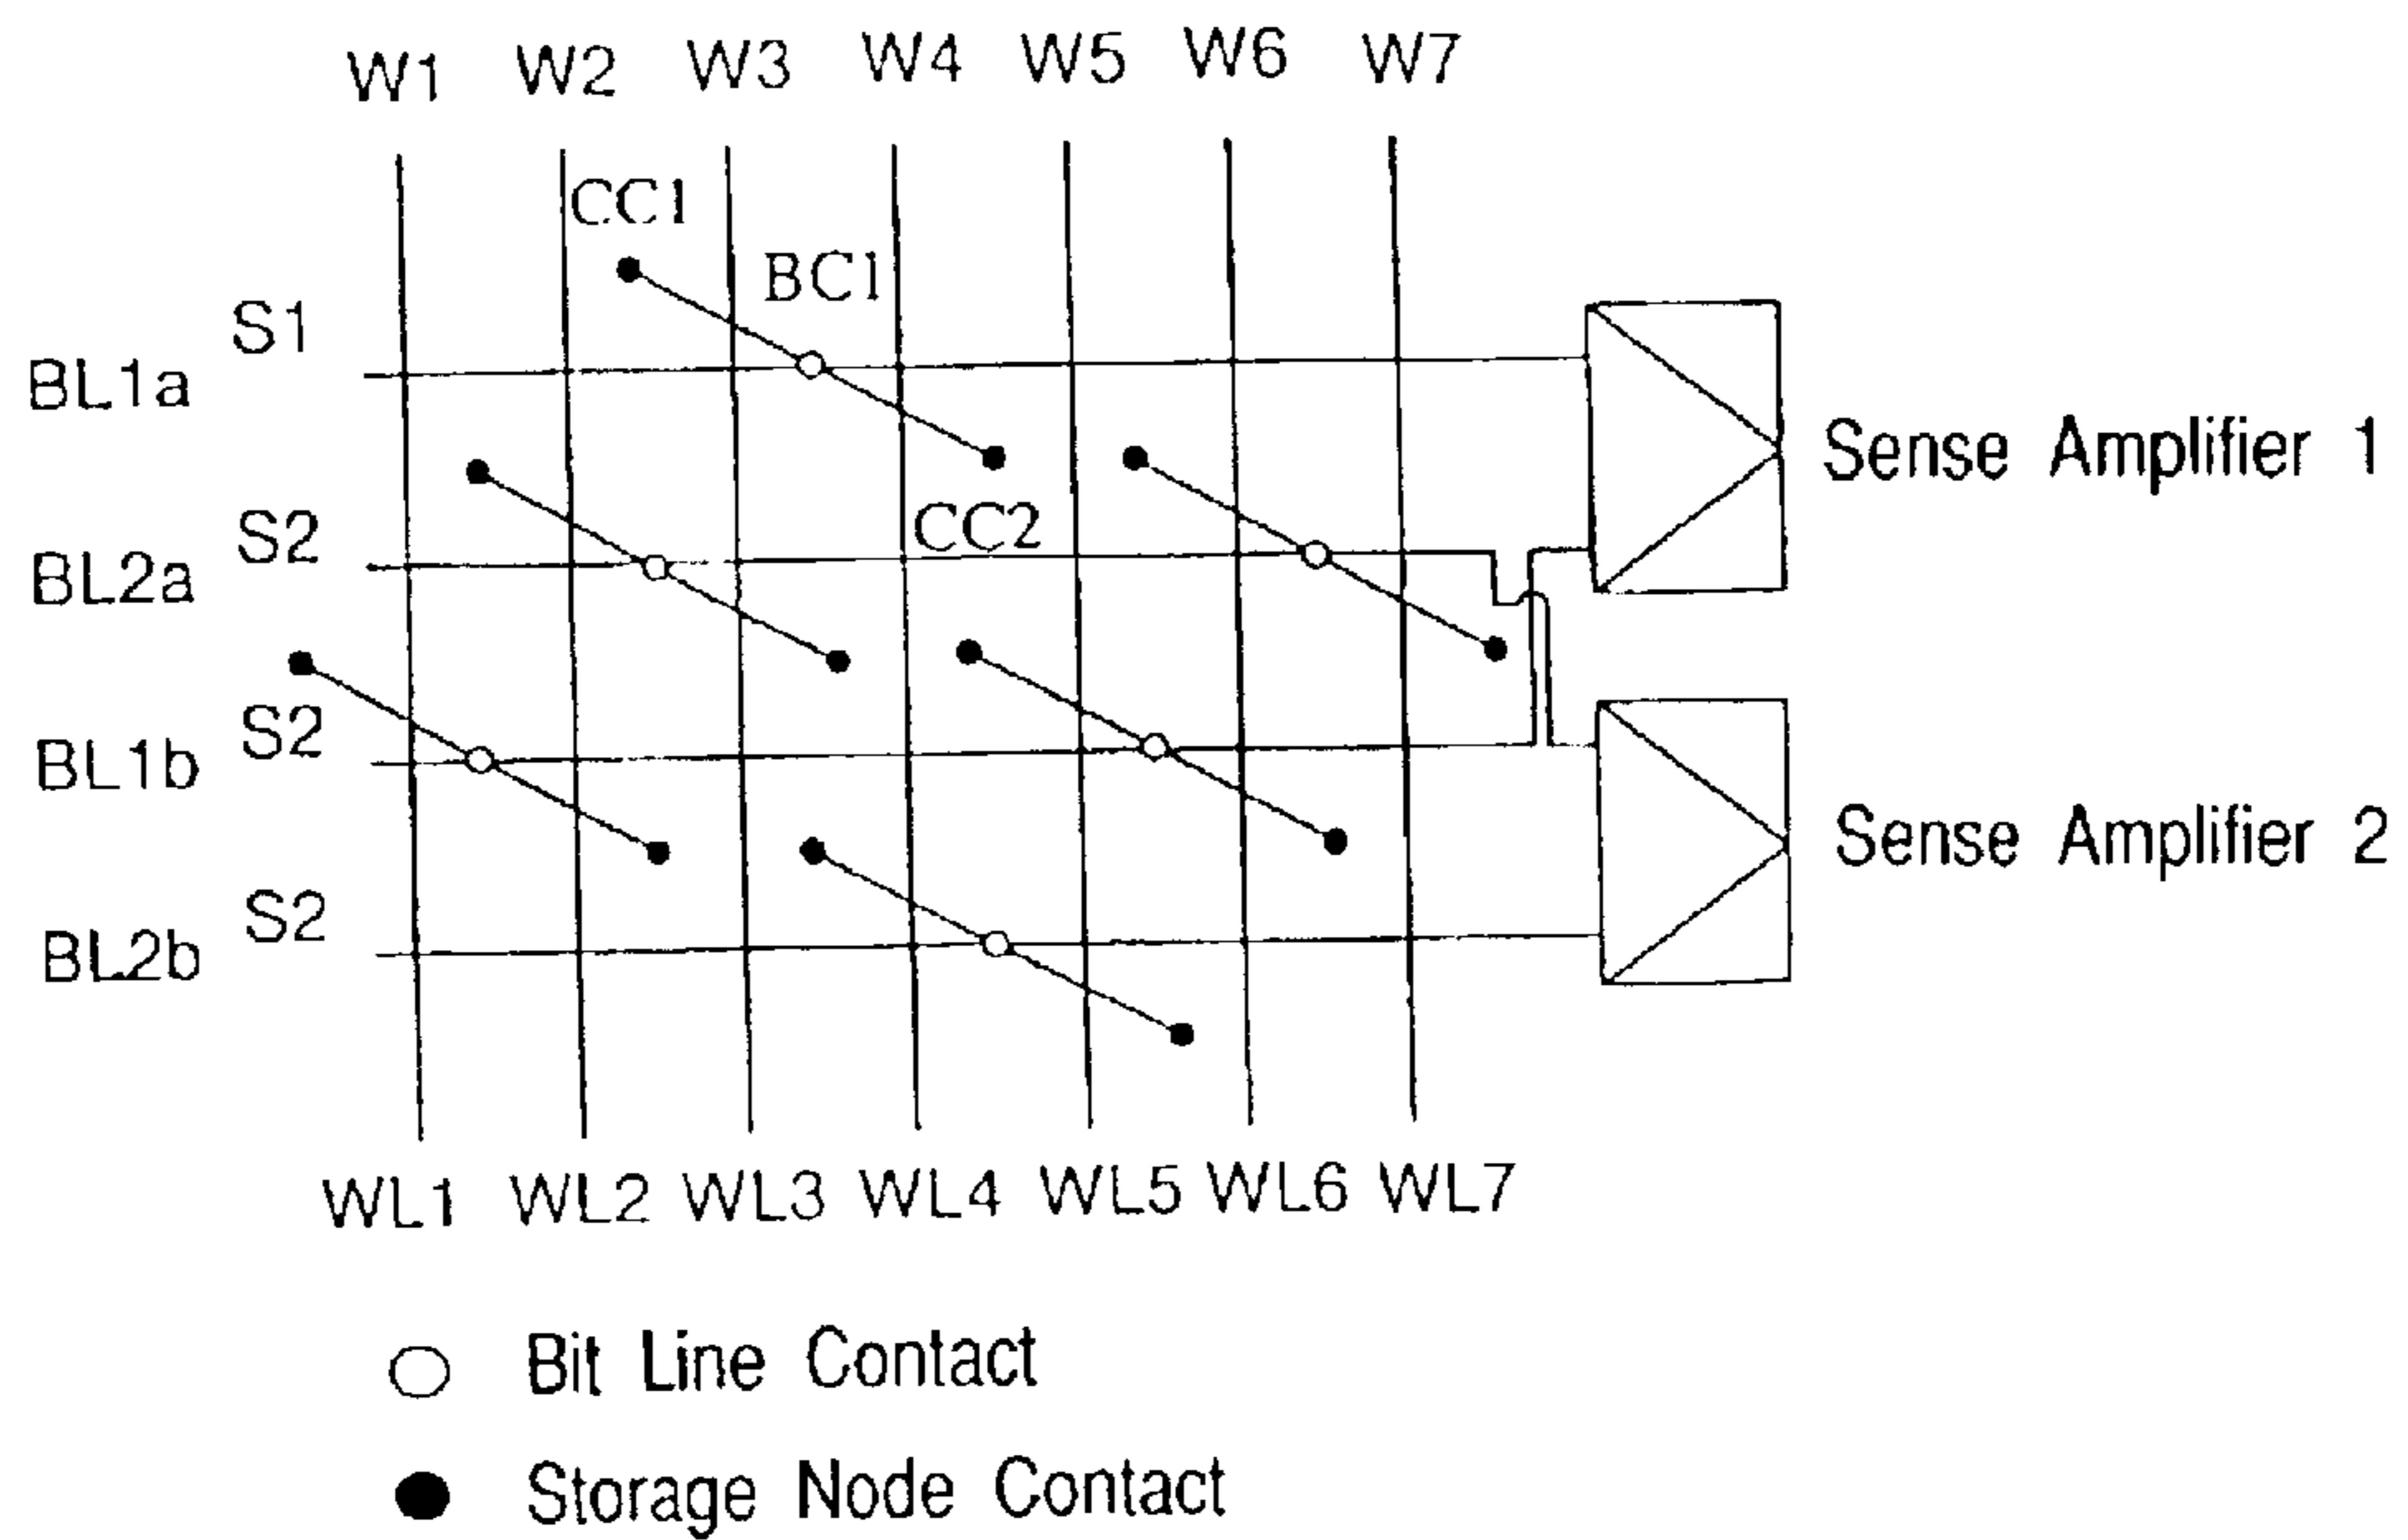 W1 W2 W3 W4 W5 W6 W7
CC1
BC1
S1
BL1a
Sense Amplifier 1
CC2
S2
BL2a
S2
BL1b
Sense Amplifier 2
S2
BL2b
WL1 WL2 WL3 WL4 WL5 WL6 WL7
Bit Line Contact
Storage Node Contact